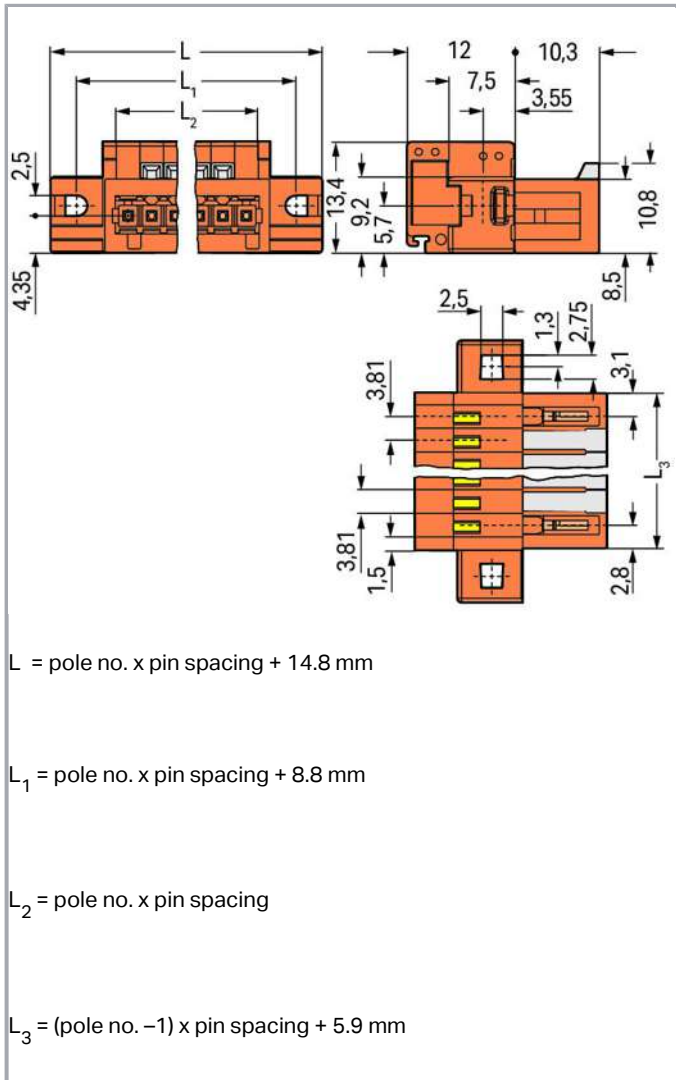 L
L₁
L₂
2,5
4,35
13,4
9,2
5,7
12
10,3
7,5
3,55
10,8
8,5
2,5
1,3
2,75
3,1
3,81
L₃
3,81
1,5
2,8
L = pole no. x pin spacing + 14.8 mm
L₁ = pole no. x pin spacing + 8.8 mm
L₂ = pole no. x pin spacing
L₃ = (pole no. –1) x pin spacing + 5.9 mm